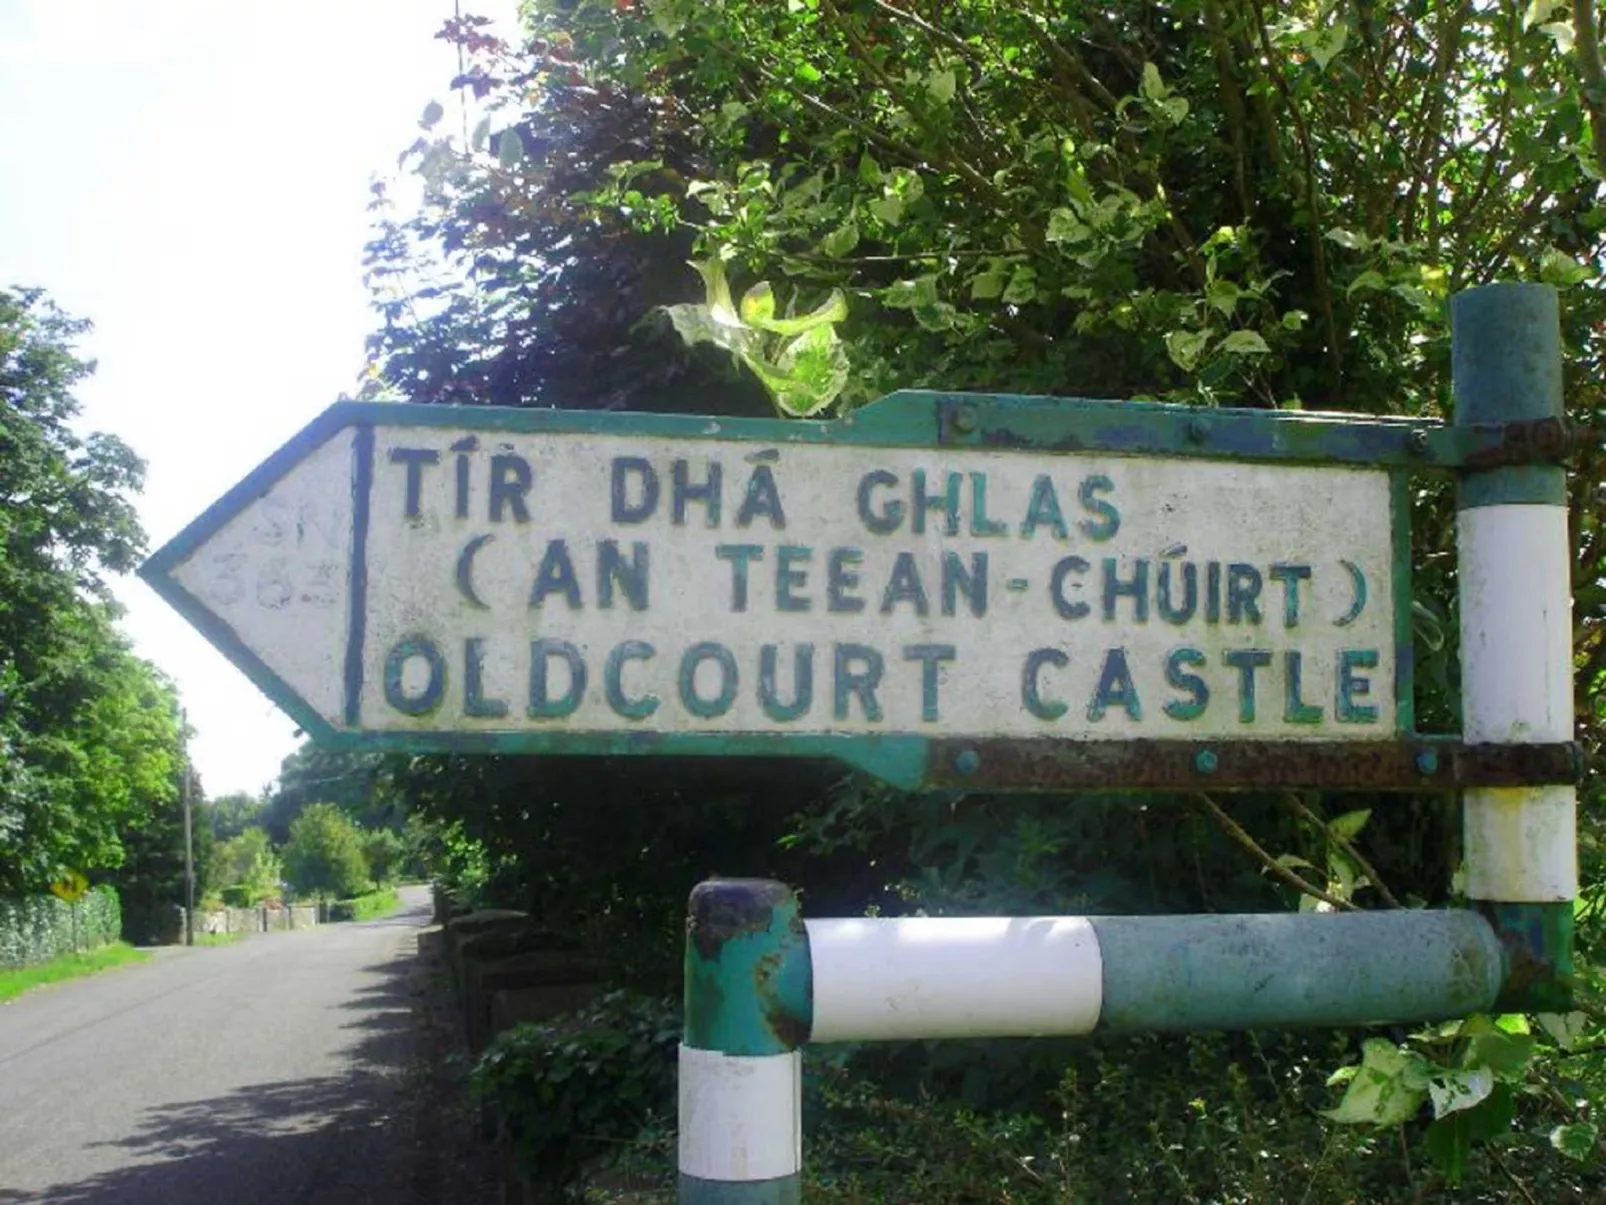 TÍR DHÁ GHLAS
(AN TEEAN-CHÚIRT)
OLDCOURT CASTLE